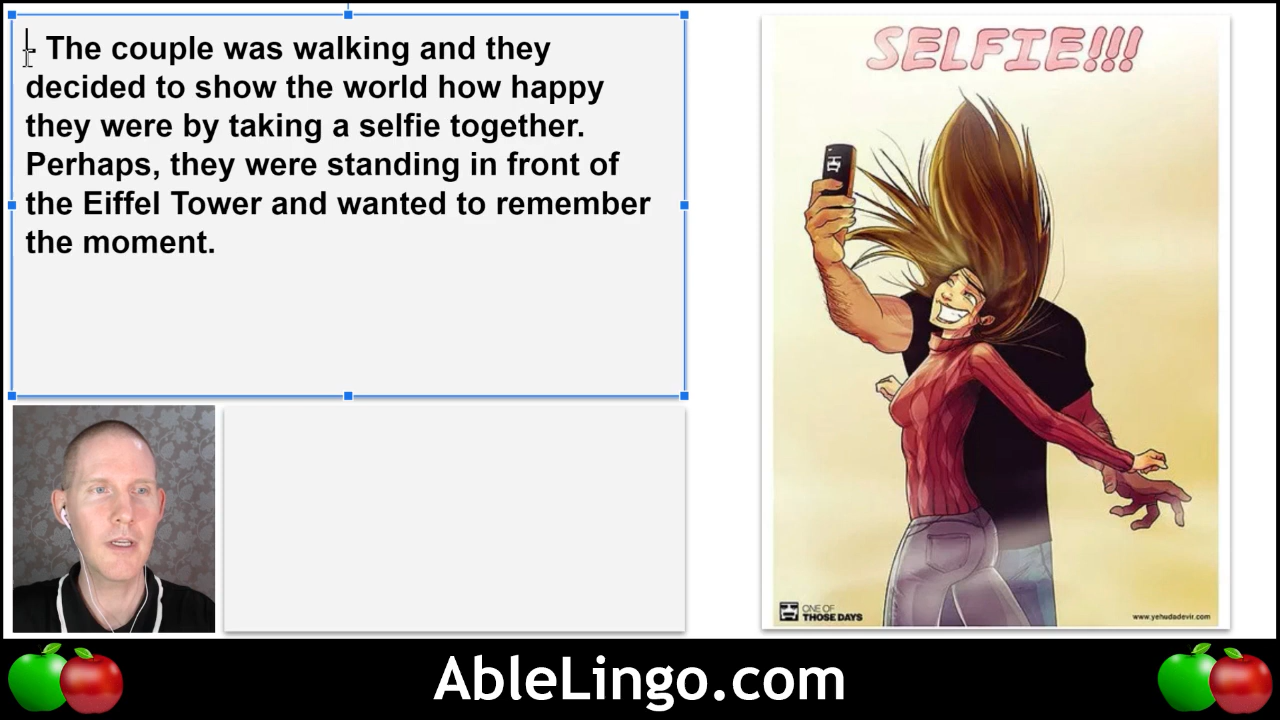 - The couple was walking and they
decided to show the world how happy
they were by taking a selfie together.
Perhaps, they were standing in front of
the Eiffel Tower and wanted to remember
the moment.
SELFIE!!!
ONE OF
THOSE DAYS
www.yehudadevir.com
AbleLingo.com